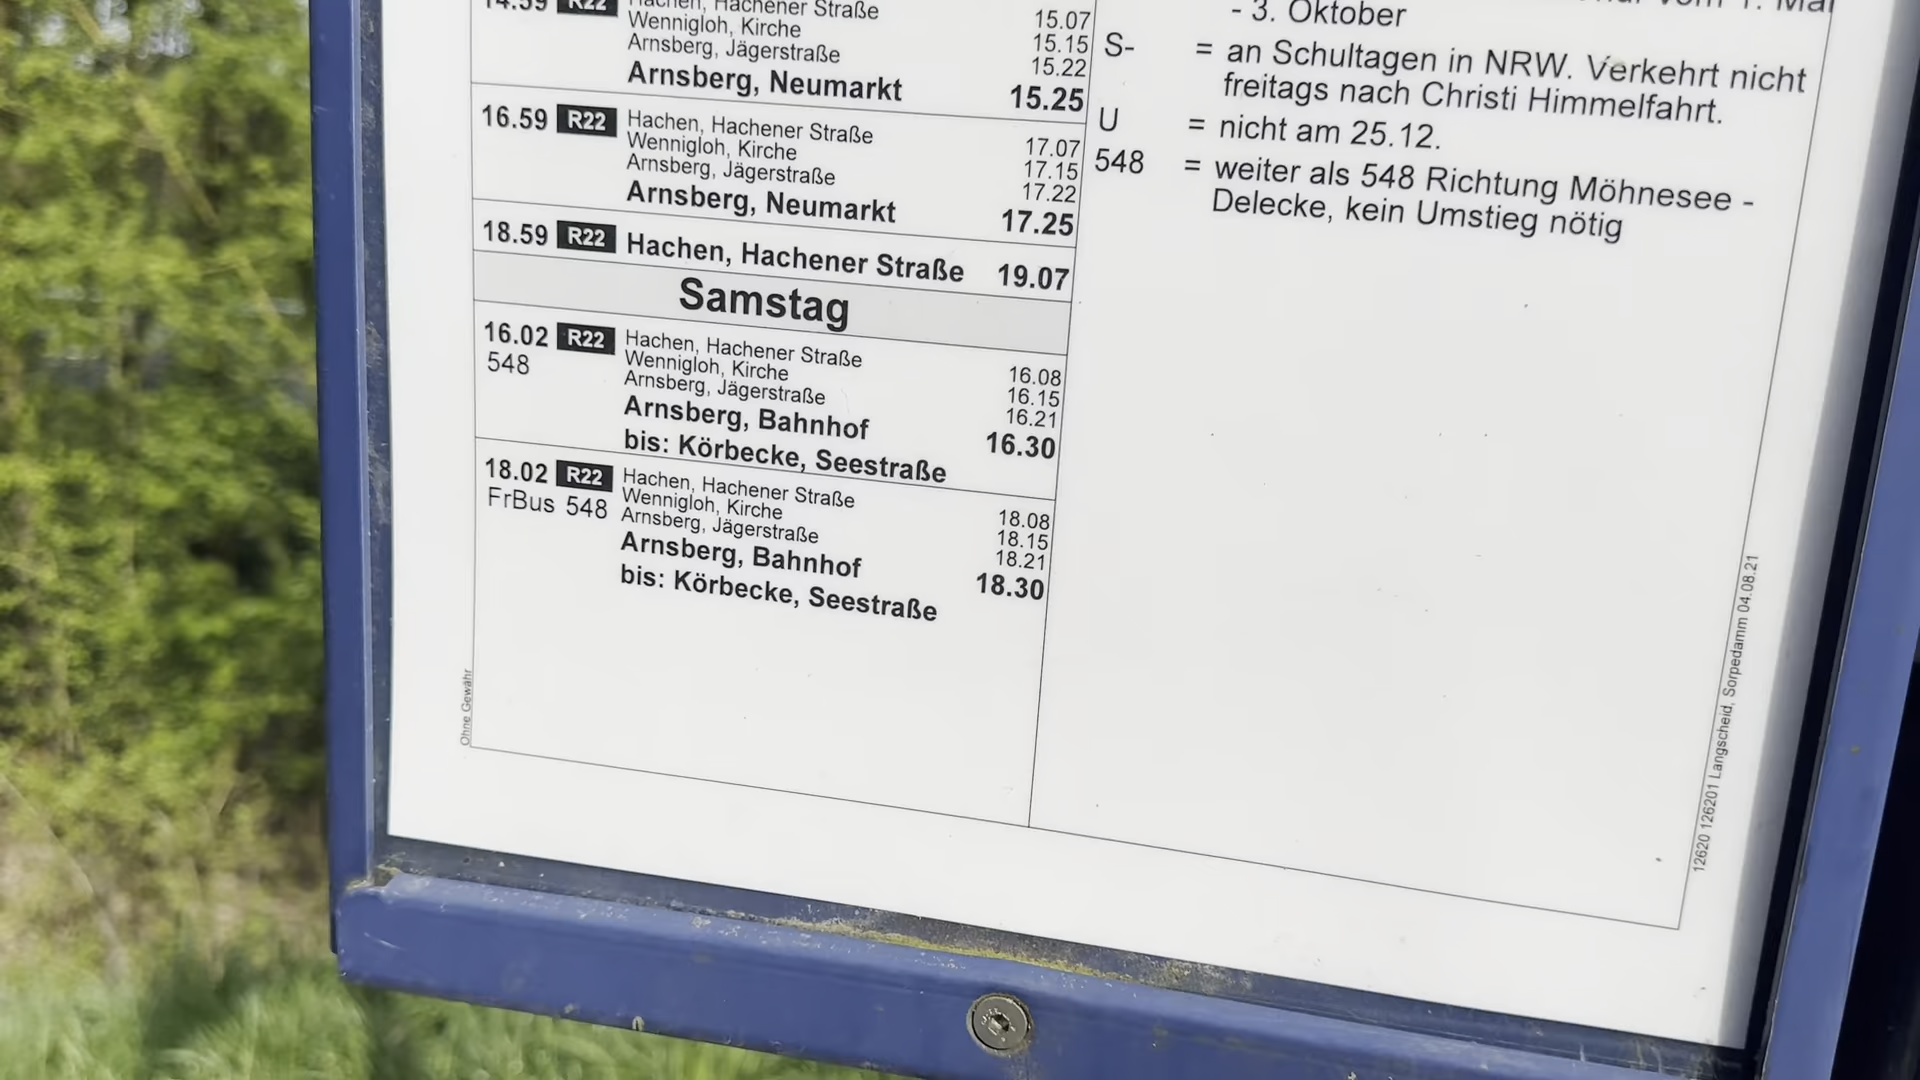 14.59 R22 Hachen, Hachener Straße 15.07
Wennigloh, Kirche 15.15
Arnsberg, Jägerstraße 15.22
Arnsberg, Neumarkt 15.25
16.59 R22 Hachen, Hachener Straße 17.07
Wennigloh, Kirche 17.15
Arnsberg, Jägerstraße 17.22
Arnsberg, Neumarkt 17.25
18.59 R22 Hachen, Hachener Straße 19.07
Samstag
16.02 R22 Hachen, Hachener Straße 16.08
548 Wennigloh, Kirche 16.15
Arnsberg, Jägerstraße 16.21
Arnsberg, Bahnhof 16.30
bis: Körbecke, Seestraße
18.02 R22 Hachen, Hachener Straße 18.08
FrBus 548 Wennigloh, Kirche 18.15
Arnsberg, Jägerstraße 18.21
Arnsberg, Bahnhof 18.30
bis: Körbecke, Seestraße
Ohne Gewähr
vom 1. Mai
- 3. Oktober
S- = an Schultagen in NRW. Verkehrt nicht
freitags nach Christi Himmelfahrt.
U = nicht am 25.12.
548 = weiter als 548 Richtung Möhnesee -
Delecke, kein Umstieg nötig
12620 126201 Langscheid, Sorpedamm 04.08.21